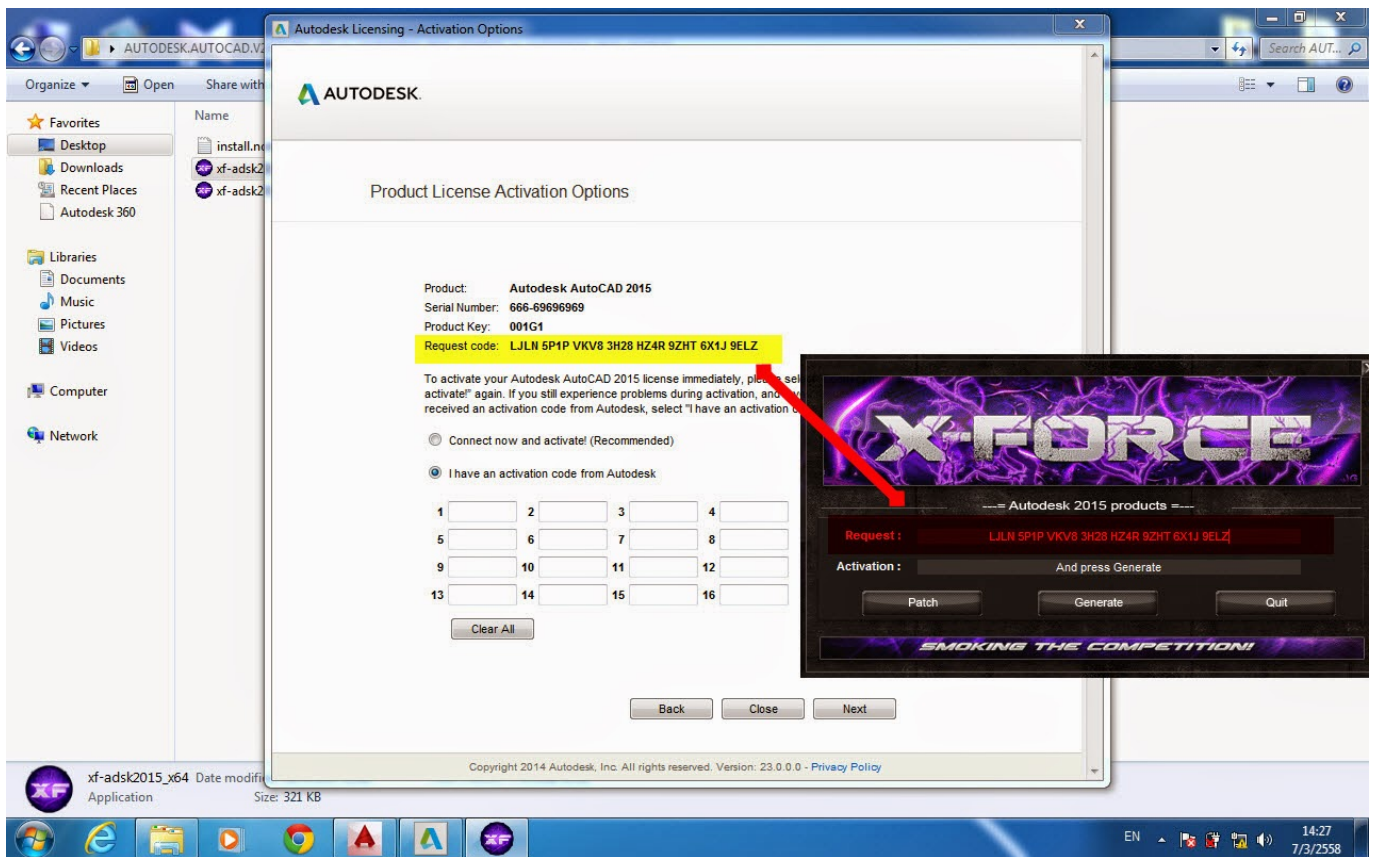 Autodesk Licensing - Activation Options
AUTODESK.AUTOCAD.V2
Search AUT...
Organize
Open
Share with
AUTODESK.
Name
Favorites
Desktop
Downloads
Recent Places
Autodesk 360
install.n
xf-adsk2
xf-adsk2
Libraries
Documents
Music
Pictures
Videos
Computer
Network
Product License Activation Options
Product: Autodesk AutoCAD 2015
Serial Number: 666-69696969
Product Key: 001G1
Request code: LJLN 5P1P VKV8 3H28 HZ4R 9ZHT 6X1J 9ELZ
To activate your Autodesk AutoCAD 2015 license immediately, please sel
activate!" again. If you still experience problems during activation, and
received an activation code from Autodesk, select "I have an activation
Connect now and activate! (Recommended)
I have an activation code from Autodesk
1 2 3 4
5 6 7 8
9 10 11 12
13 14 15 16
Clear All
Back Close Next
Copyright 2014 Autodesk, Inc. All rights reserved. Version: 23.0.0.0 - Privacy Policy
X-FORCE
---= Autodesk 2015 products =---
Request : LJLN 5P1P VKV8 3H28 HZ4R 9ZHT 6X1J 9ELZ
Activation : And press Generate
Patch Generate Quit
SMOKING THE COMPETITION!
xf-adsk2015_x64 Date modifi
Application Size: 321 KB
XF
EN
14:27
7/3/2558